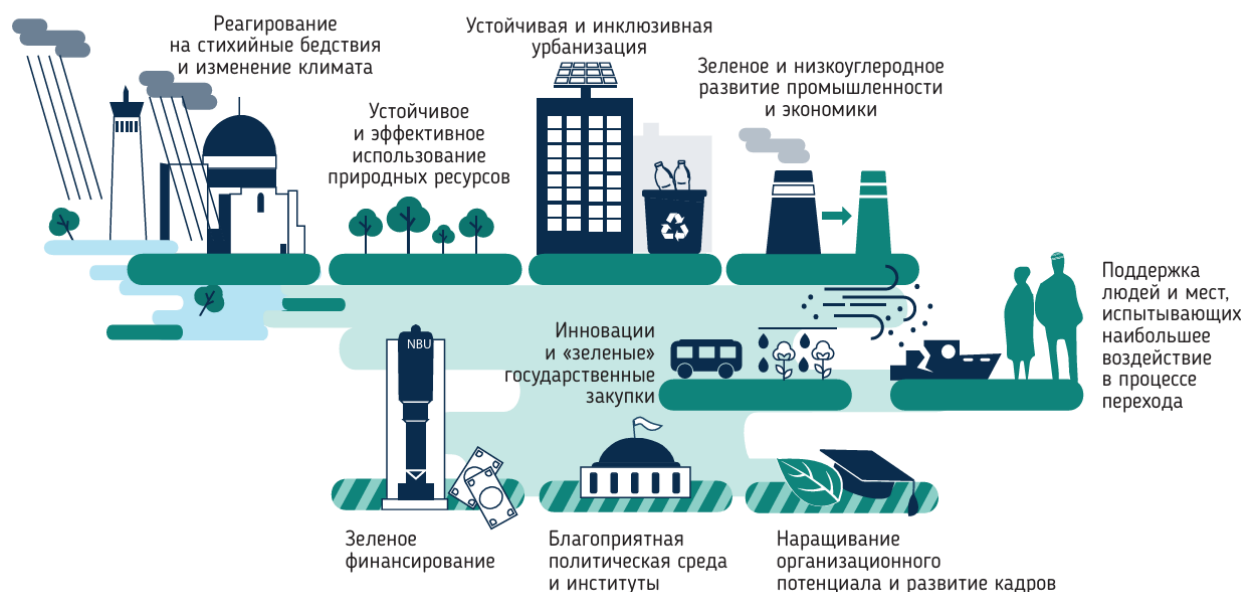 Реагирование
на стихийные бедствия
и изменение климата
Устойчивое
и эффективное
использование
природных ресурсов
Устойчивая и инклюзивная
урбанизация
Зеленое и низкоуглеродное
развитие промышленности
и экономики
Поддержка
людей и мест,
испытывающих
наибольшее
воздействие
в процессе
перехода
Инновации
и «зеленые»
государственные
закупки
NBU
Зеленое
финансирование
Благоприятная
политическая среда
и институты
Наращивание
организационного
потенциала и развитие кадров